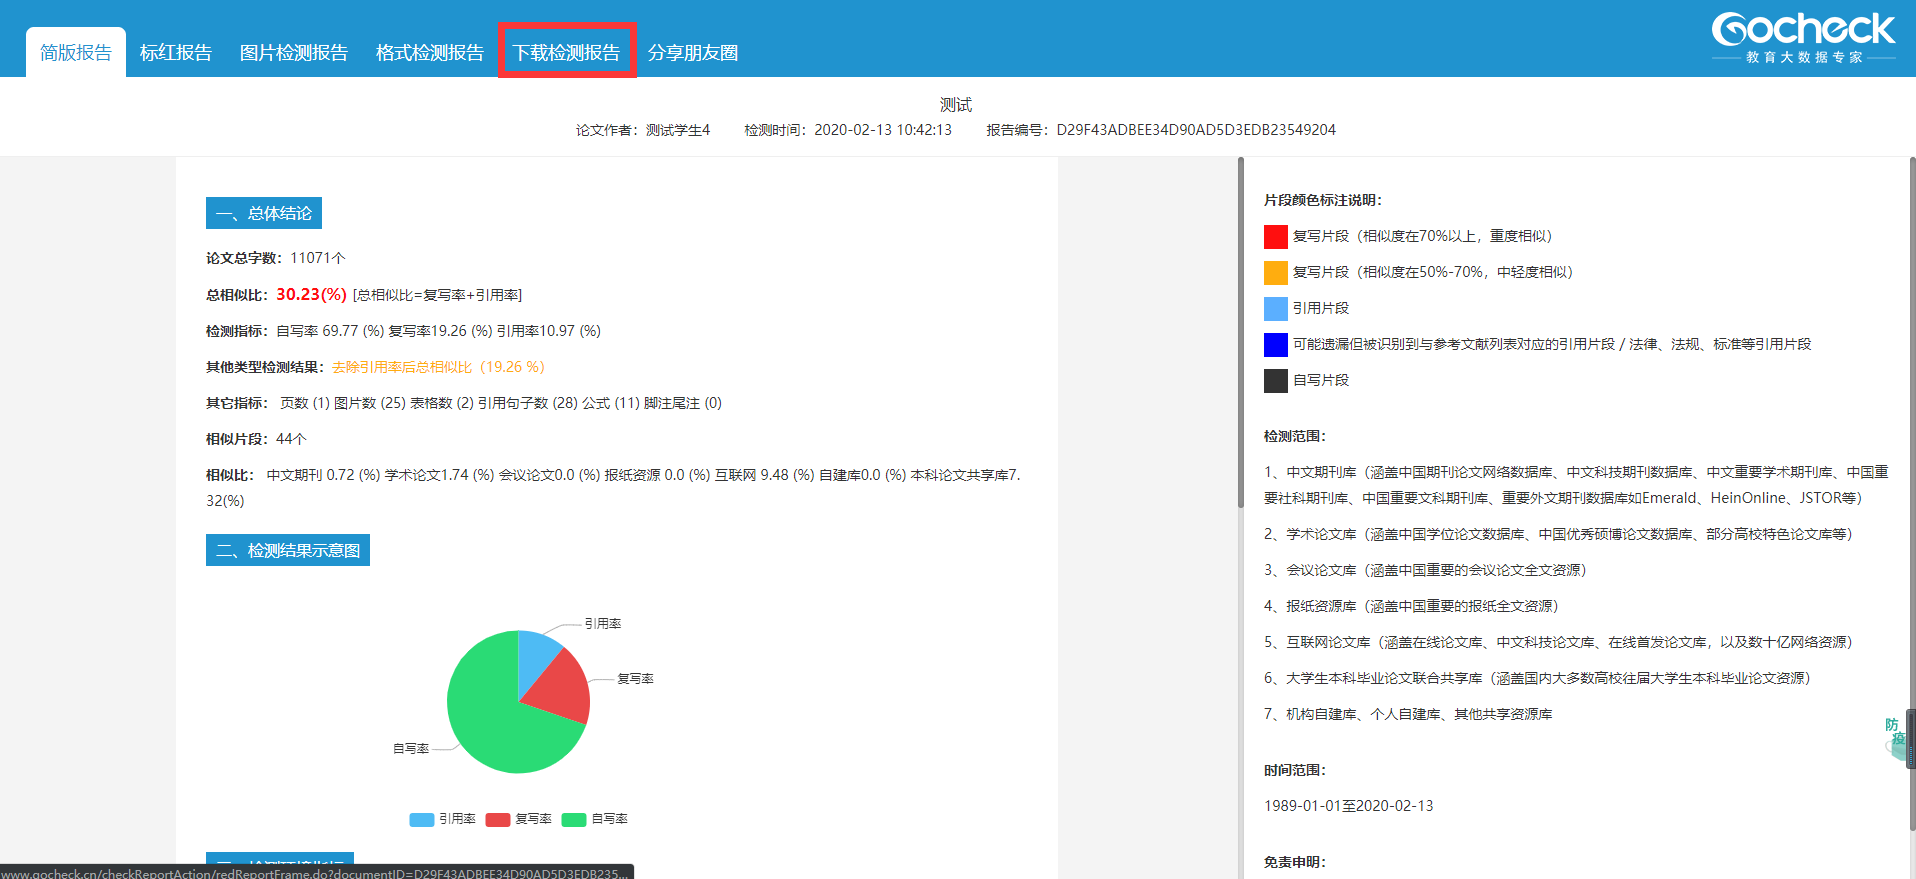 简版报告
标红报告
图片检测报告
格式检测报告
下载检测报告
分享朋友圈
Gocheck
教育大数据专家
测试
论文作者：测试学生4 检测时间：2020-02-13 10:42:13 报告编号：D29F43ADBEE34D90AD5D3EDB23549204
一、总体结论
论文总字数：11071个
总相似比：30.23(%) [总相似比=复写率+引用率]
检测指标：自写率 69.77 (%) 复写率19.26 (%) 引用率10.97 (%)
其他类型检测结果：去除引用率后总相似比（19.26 %）
其它指标： 页数 (1) 图片数 (25) 表格数 (2) 引用句子数 (28) 公式 (11) 脚注尾注 (0)
相似片段：44个
相似比： 中文期刊 0.72 (%) 学术论文1.74 (%) 会议论文0.0 (%) 报纸资源 0.0 (%) 互联网 9.48 (%) 自建库0.0 (%) 本科论文共享库7.
32(%)
二、检测结果示意图
引用率
复写率
自写率
引用率 复写率 自写率
www.gocheck.cn/checkReportAction/redReportFrame.do?documentID=D29F43ADBEE34D90AD5D3EDB235...
片段颜色标注说明：
复写片段（相似度在70%以上，重度相似）
复写片段（相似度在50%-70%，中轻度相似）
引用片段
可能遗漏但被识别到与参考文献列表对应的引用片段 / 法律、法规、标准等引用片段
自写片段
检测范围：
1、中文期刊库（涵盖中国期刊论文网络数据库、中文科技期刊数据库、中文重要学术期刊库、中国重
要社科期刊库、中国重要文科期刊库、重要外文期刊数据库如Emerald、HeinOnline、JSTOR等）
2、学术论文库（涵盖中国学位论文数据库、中国优秀硕博论文数据库、部分高校特色论文库等）
3、会议论文库（涵盖中国重要的会议论文全文资源）
4、报纸资源库（涵盖中国重要的报纸全文资源）
5、互联网论文库（涵盖在线论文库、中文科技论文库、在线首发论文库，以及数十亿网络资源）
6、大学生本科毕业论文联合共享库（涵盖国内大多数高校往届大学生本科毕业论文资源）
7、机构自建库、个人自建库、其他共享资源库
防疫
时间范围：
1989-01-01至2020-02-13
免责申明：